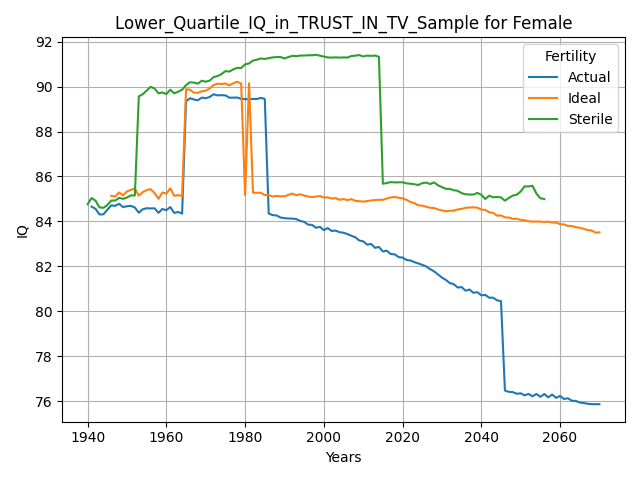 Lower_Quartile_IQ_in_TRUST_IN_TV_Sample for Female
Fertility
Actual
Ideal
Sterile
IQ
92
90
88
86
84
82
80
78
76
1940 1960 1980 2000 2020 2040 2060
Years